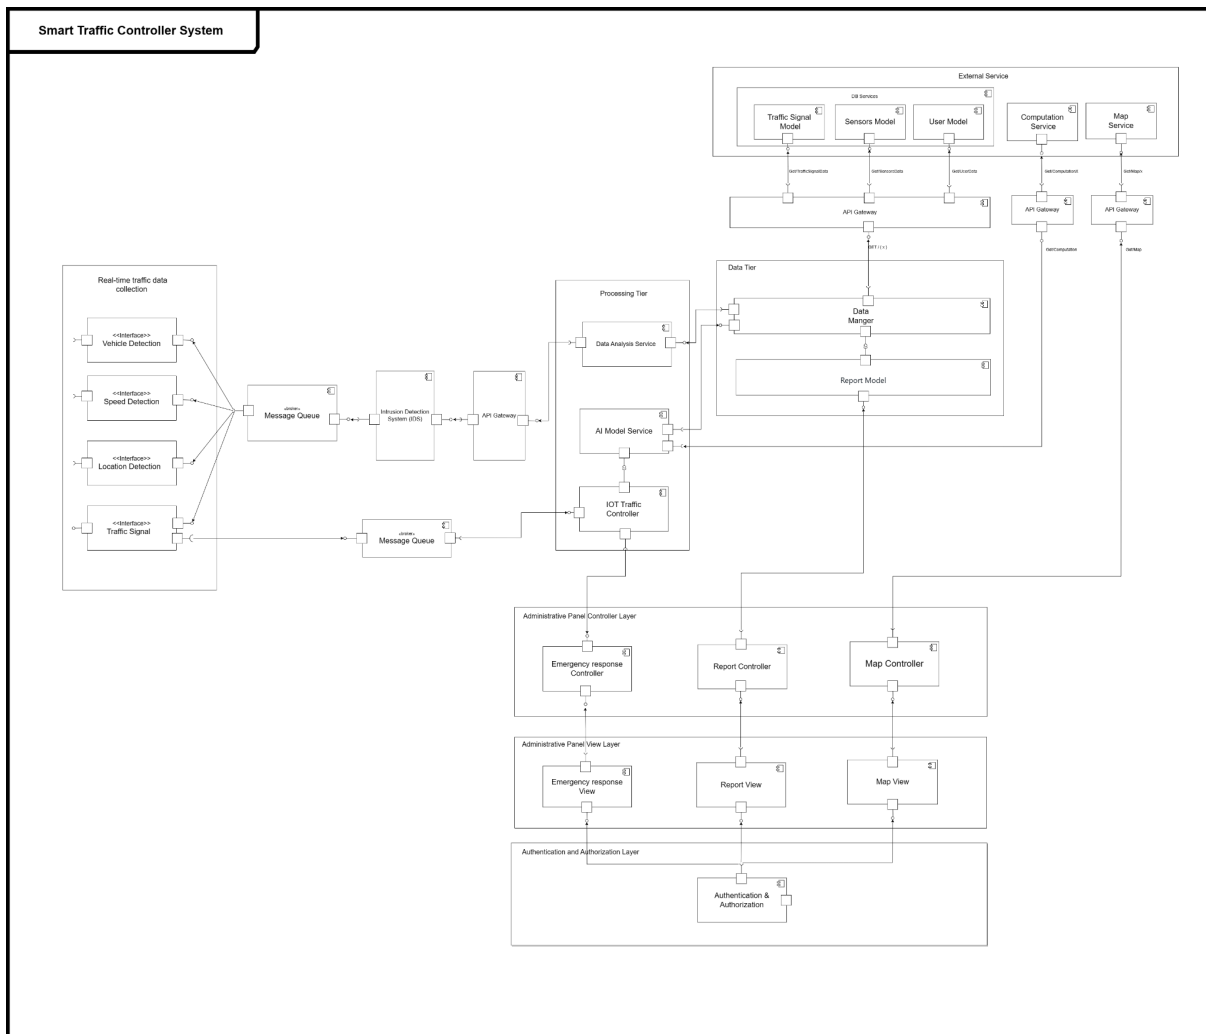 Smart Traffic Controller System
External Service
DB Services
Traffic Signal
Model
Sensors Model
User Model
Computation
Service
Map
Service
API Gateway
API Gateway
API Gateway
Real-time traffic data
collection
<<Interface>>
Vehicle Detection
<<Interface>>
Speed Detection
<<Interface>>
Location Detection
<<Interface>>
Traffic Signal
Message Queue
Intrusion Detection
System (IDS)
API Gateway
Message Queue
Processing Tier
Data Analysis Service
AI Model Service
IOT Traffic
Controller
Data Tier
Data
Manger
Report Model
Administrative Panel Controller Layer
Emergency response
Controller
Report Controller
Map Controller
Administrative Panel View Layer
Emergency response
View
Report View
Map View
Authentication and Authorization Layer
Authentication &
Authorization